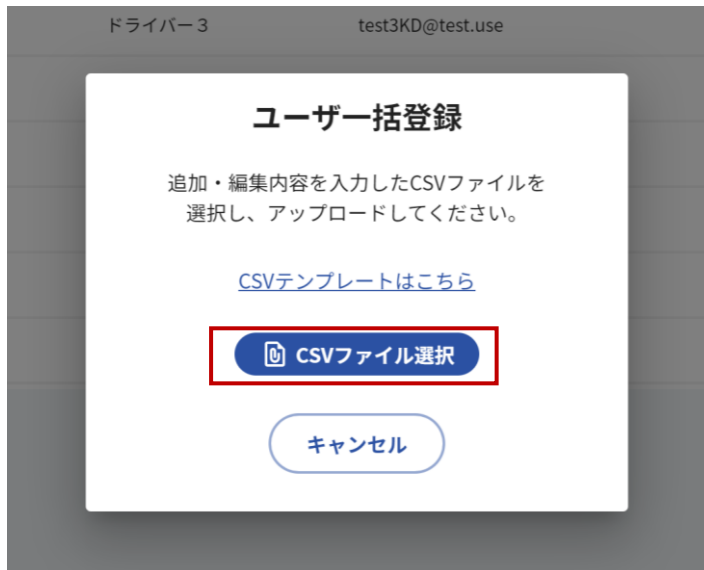 ドライバー３ test3KD@test.use
ユーザ一括登録
追加・編集内容を入力したCSVファイルを
選択し、アップロードしてください。
CSVテンプレートはこちら
CSVファイル選択
キャンセル